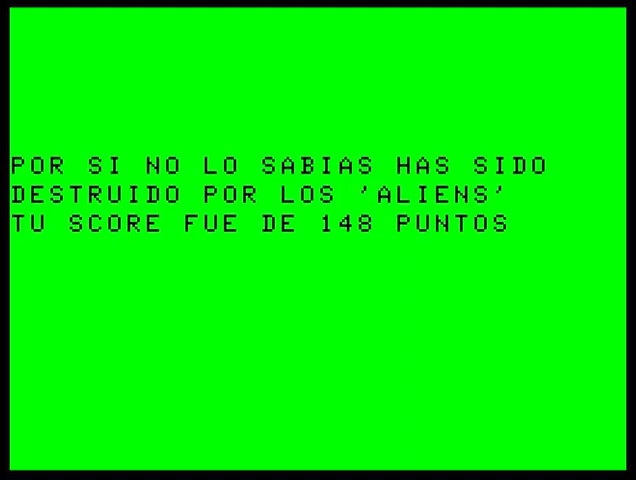 POR SI NO LO SABIAS HAS SIDO
DESTRUIDO POR LOS 'ALIENS'
TU SCORE FUE DE 148 PUNTOS